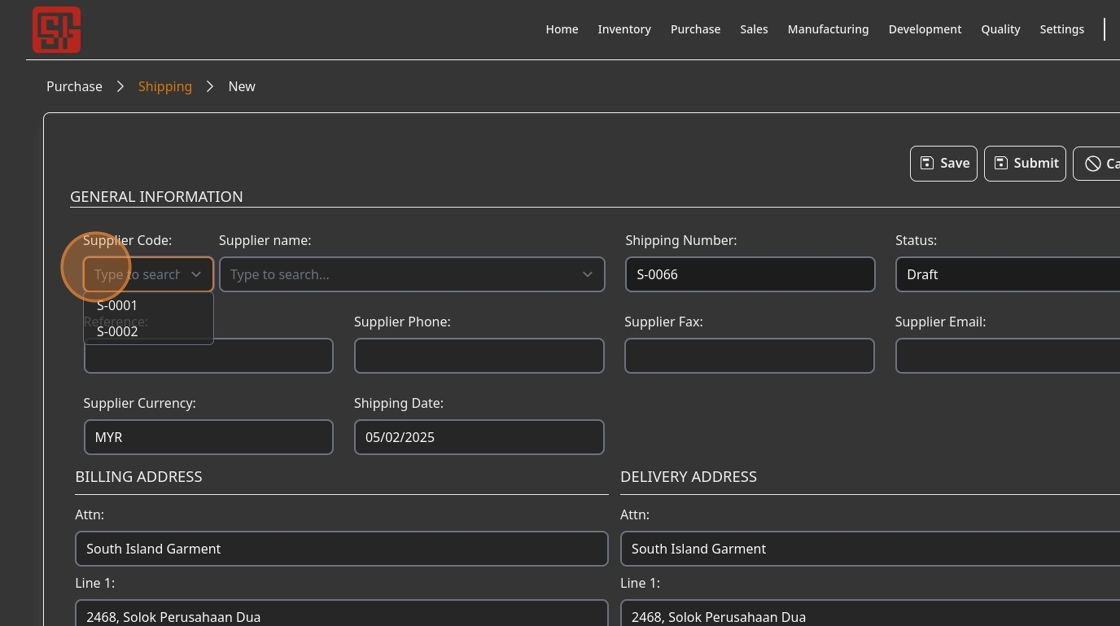 Home Inventory Purchase Sales Manufacturing Development Quality Settings
Purchase > Shipping > New
Save Submit Ca
GENERAL INFORMATION
Supplier Code: Supplier name: Shipping Number: Status:
Type to search Type to search... S-0066 Draft
S-0001
Reference: Supplier Phone: Supplier Fax: Supplier Email:
S-0002
Supplier Currency: Shipping Date:
MYR 05/02/2025
BILLING ADDRESS DELIVERY ADDRESS
Attn: Attn:
South Island Garment South Island Garment
Line 1: Line 1:
2468, Solok Perusahaan Dua 2468, Solok Perusahaan Dua